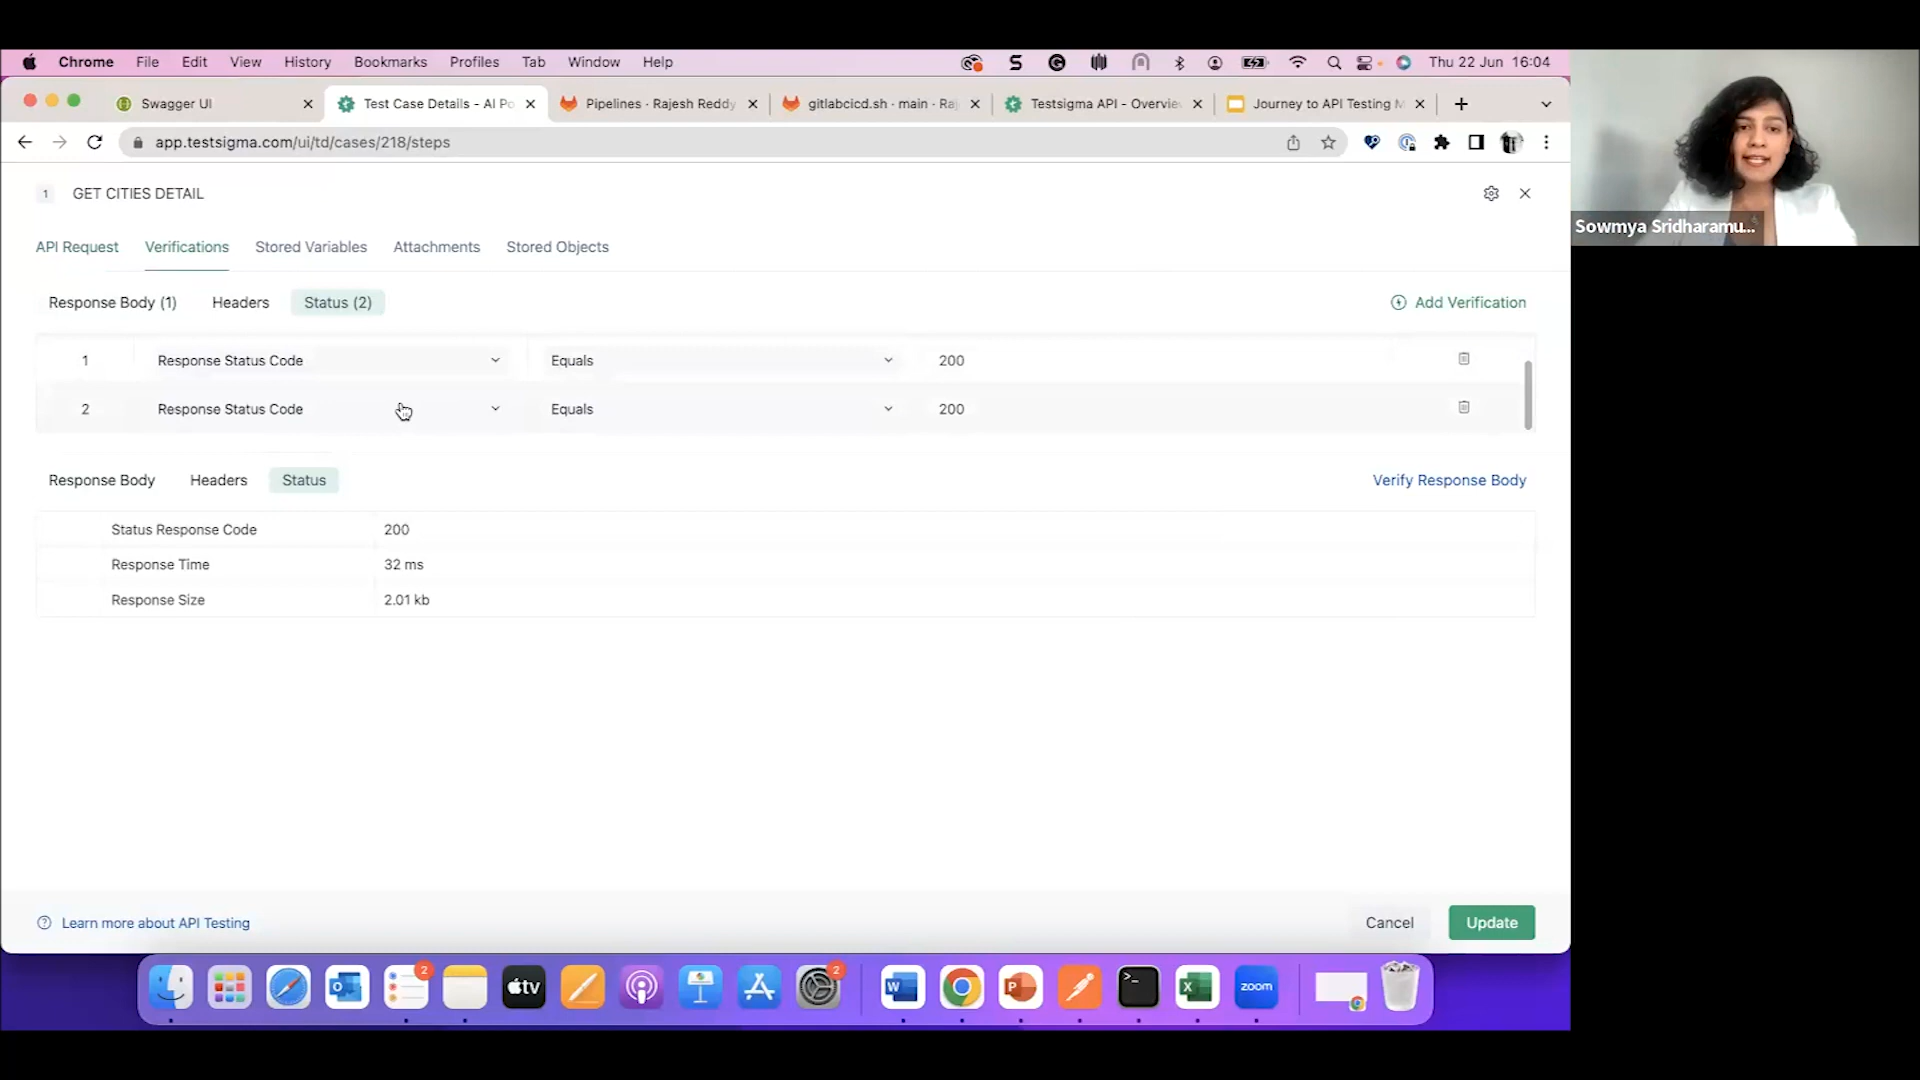 Chrome File Edit View History Bookmarks Profiles Tab Window Help Thu 22 Jun 16:04
Swagger UI Test Case Details - AI Po Pipelines · Rajesh Reddy gitlabcicd.sh · main · Raj Testsigma API - Overvie Journey to API Testing M
app.testsigma.com/ui/td/cases/218/steps
1 GET CITIES DETAIL
API Request Verifications Stored Variables Attachments Stored Objects
Response Body (1) Headers Status (2) Add Verification
1 Response Status Code Equals 200
2 Response Status Code Equals 200
Response Body Headers Status Verify Response Body
Status Response Code 200
Response Time 32 ms
Response Size 2.01 kb
Learn more about API Testing Cancel Update
Sowmya Sridharamu...
2 tv 2 W P X zoom